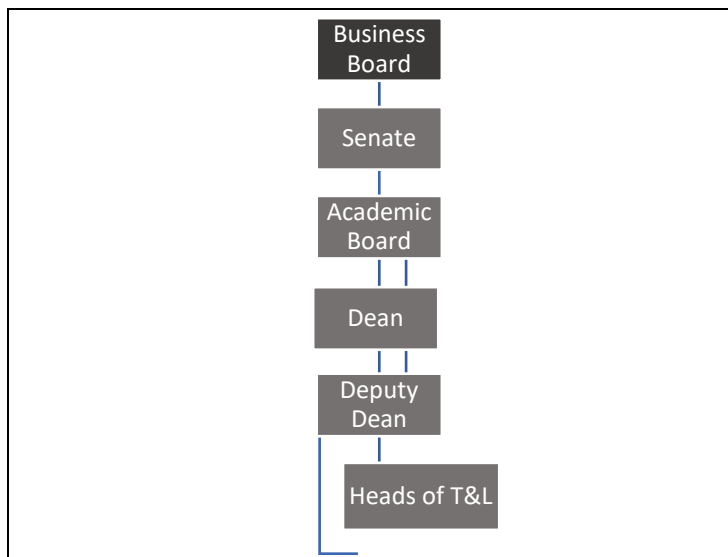 Business
Board
Senate
Academic
Board
Dean
Deputy
Dean
Heads of T&L